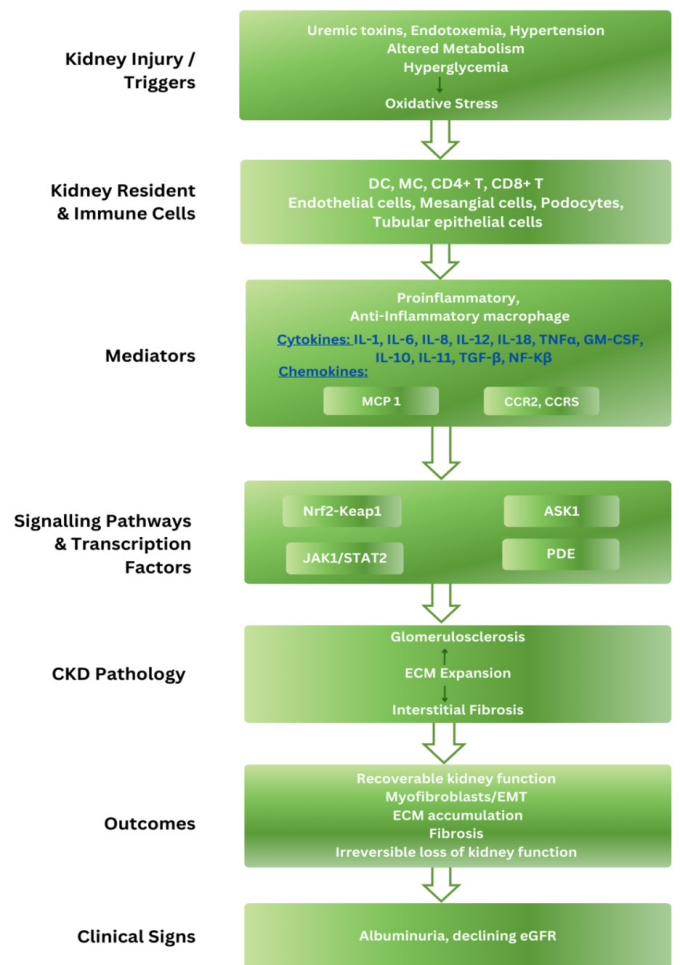 Kidney Injury /
Triggers
Uremic toxins, Endotoxemia, Hypertension
Altered Metabolism
Hyperglycemia
Oxidative Stress
Kidney Resident
& Immune Cells
DC, MC, CD4+ T, CD8+ T
Endothelial cells, Mesangial cells, Podocytes,
Tubular epithelial cells
Mediators
Proinflammatory,
Anti-Inflammatory macrophage
Cytokines: IL-1, IL-6, IL-8, IL-12, IL-18, TNFα, GM-CSF,
IL-10, IL-11, TGF-β, NF-Kβ
Chemokines:
MCP 1
CCR2, CCRS
Signalling Pathways
& Transcription
Factors
Nrf2-Keap1
ASK1
JAK1/STAT2
PDE
CKD Pathology
Glomerulosclerosis
ECM Expansion
Interstitial Fibrosis
Outcomes
Recoverable kidney function
Myofibroblasts/EMT
ECM accumulation
Fibrosis
Irreversible loss of kidney function
Clinical Signs
Albuminuria, declining eGFR